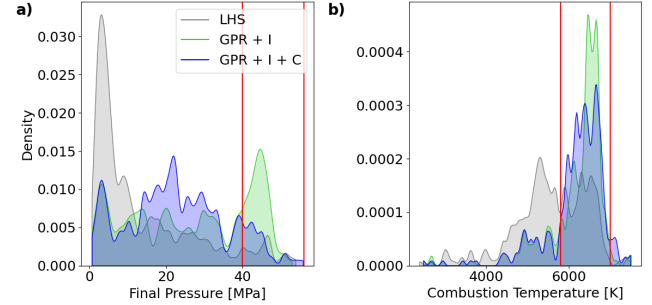 a)
LHS
GPR + I
GPR + I + C
0.030
0.025
0.020
0.015
0.010
0.005
0.000
Density
0
20
40
60
Final Pressure [MPa]
b)
0.0004
0.0003
0.0002
0.0001
0.0000
4000
6000
Combustion Temperature [K]